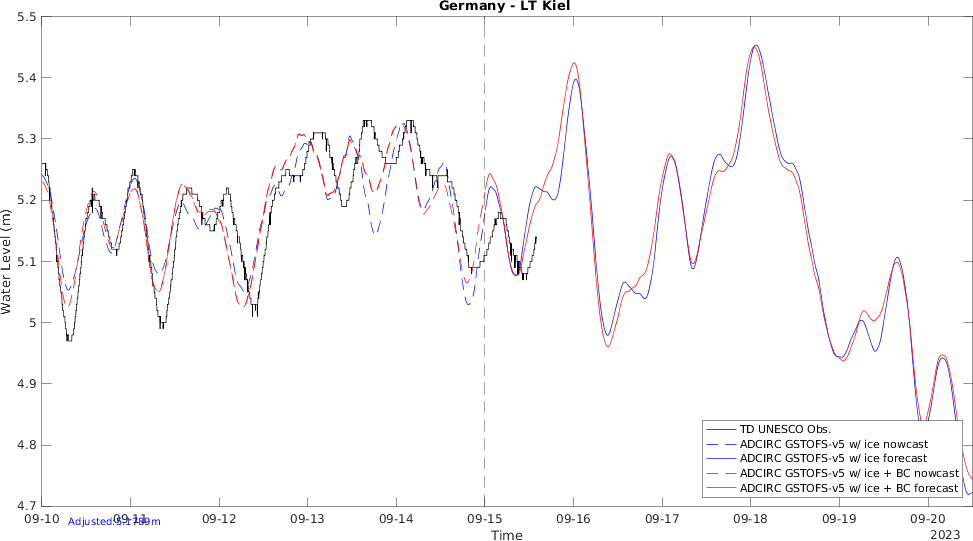 Germany - LT Kiel
5.5
5.4
5.3
5.2
5.1
5
4.9
4.8
4.7
Water Level (m)
TD UNESCO Obs.
ADCIRC GSTOFS-v5 w/ ice nowcast
ADCIRC GSTOFS-v5 w/ ice forecast
ADCIRC GSTOFS-v5 w/ ice + BC nowcast
ADCIRC GSTOFS-v5 w/ ice + BC forecast
09-10 09-11 09-12 09-13 09-14 09-15 09-16 09-17 09-18 09-19 09-20
Time
2023